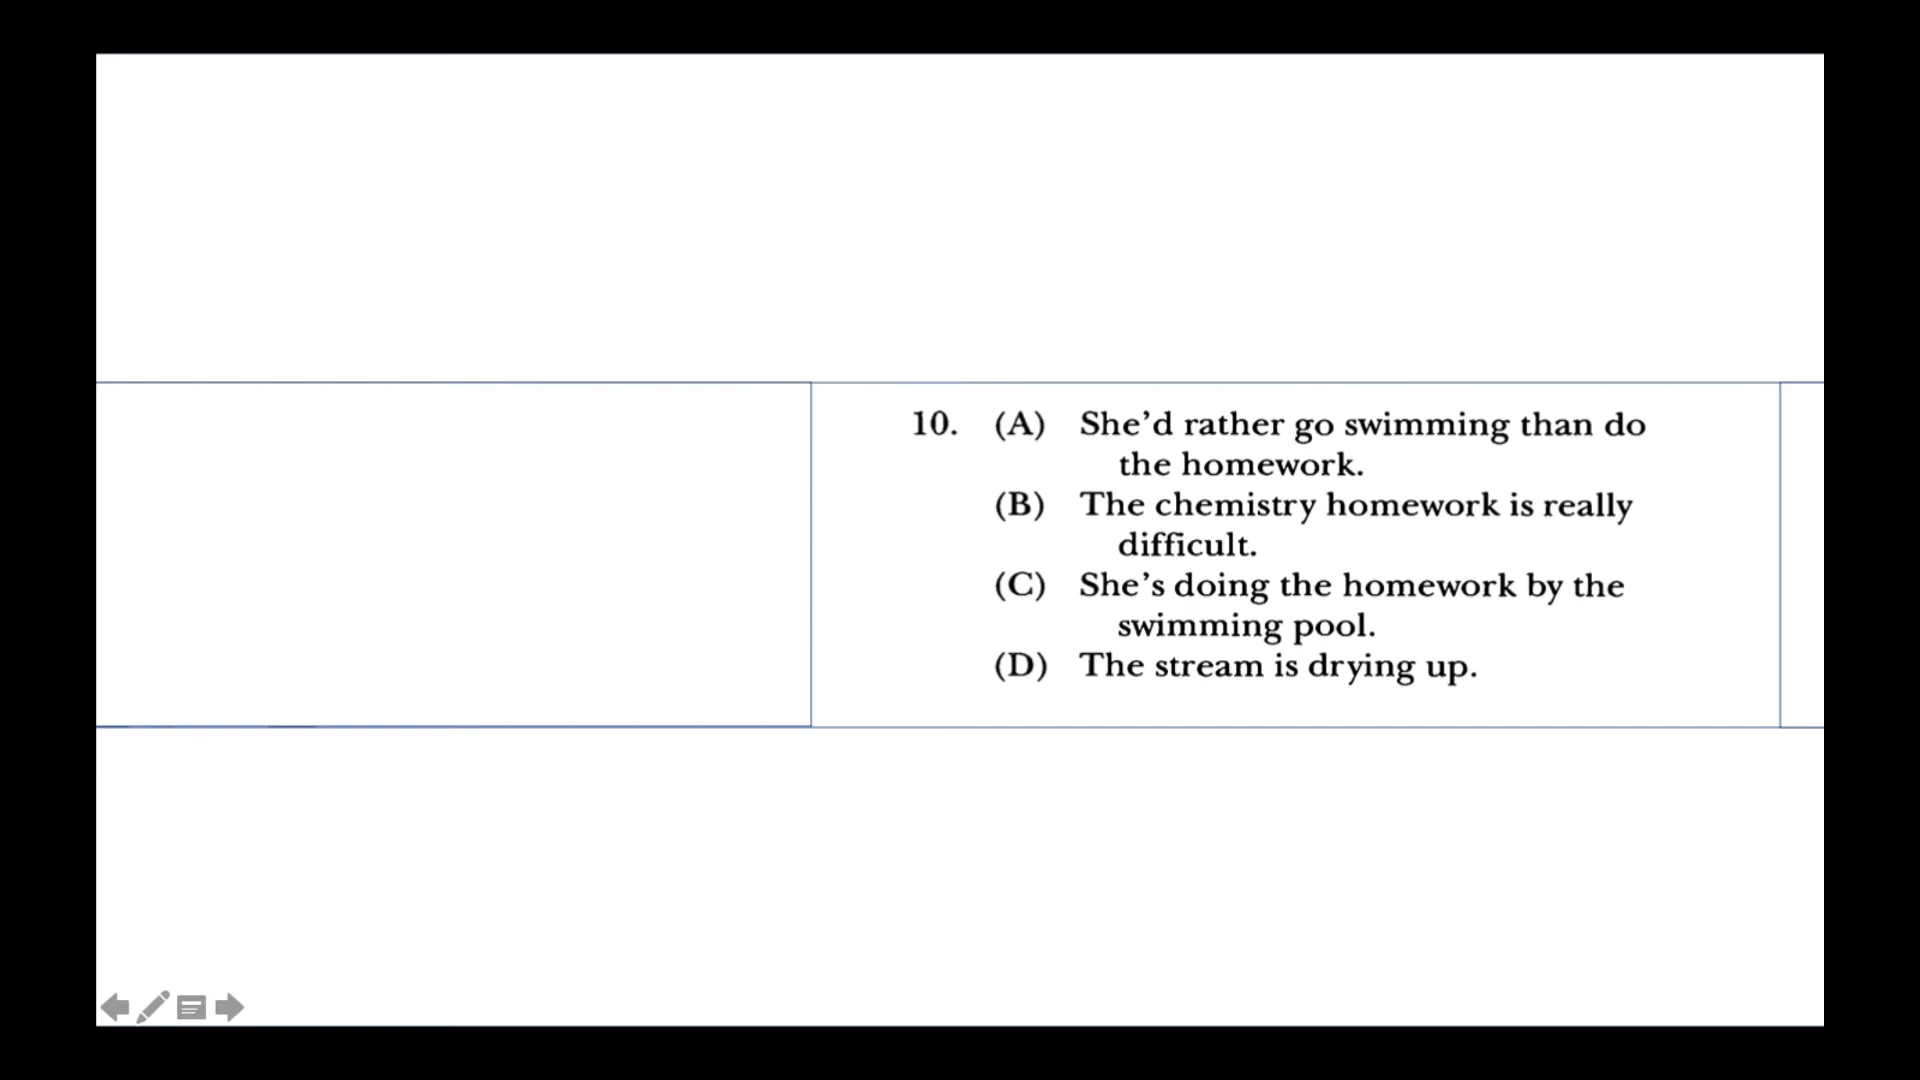 10. (A) She’d rather go swimming than do
the homework.
(B) The chemistry homework is really
difficult.
(C) She’s doing the homework by the
swimming pool.
(D) The stream is drying up.